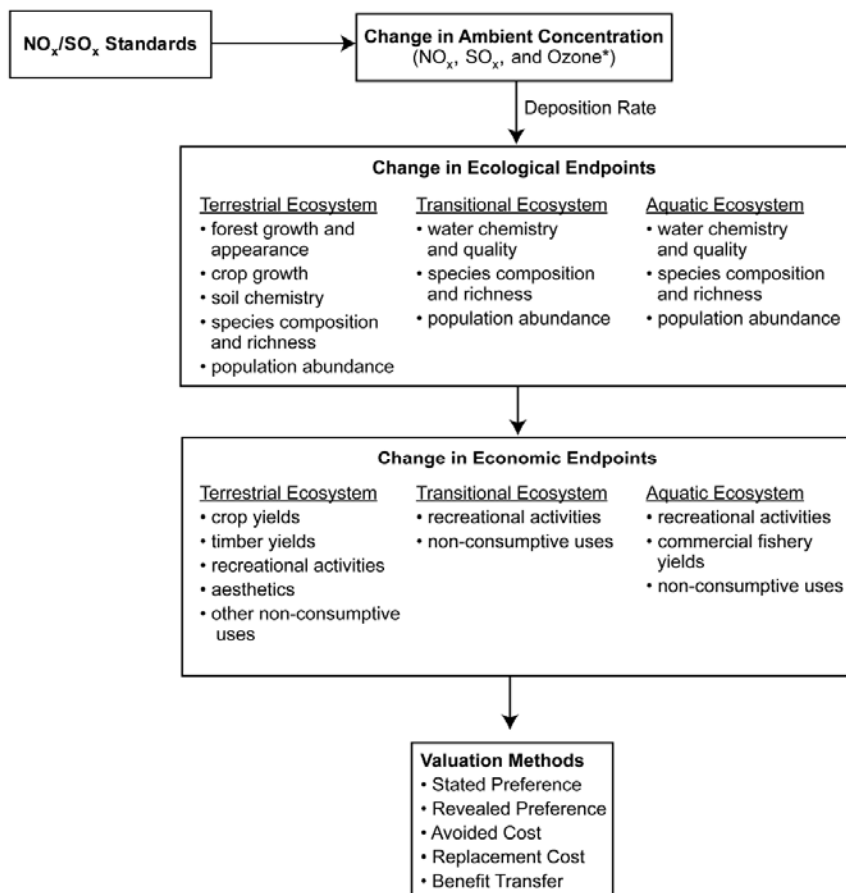 NOx/SOx Standards
Change in Ambient Concentration
(NOx, SOx, and Ozone*)
Deposition Rate
Change in Ecological Endpoints
Terrestrial Ecosystem
• forest growth and
appearance
• crop growth
• soil chemistry
• species composition
and richness
• population abundance
Transitional Ecosystem
• water chemistry
and quality
• species composition
and richness
• population abundance
Aquatic Ecosystem
• water chemistry
and quality
• species composition
and richness
• population abundance
Change in Economic Endpoints
Terrestrial Ecosystem
• crop yields
• timber yields
• recreational activities
• aesthetics
• other non-consumptive
uses
Transitional Ecosystem
• recreational activities
• non-consumptive uses
Aquatic Ecosystem
• recreational activities
• commercial fishery
yields
• non-consumptive uses
Valuation Methods
• Stated Preference
• Revealed Preference
• Avoided Cost
• Replacement Cost
• Benefit Transfer